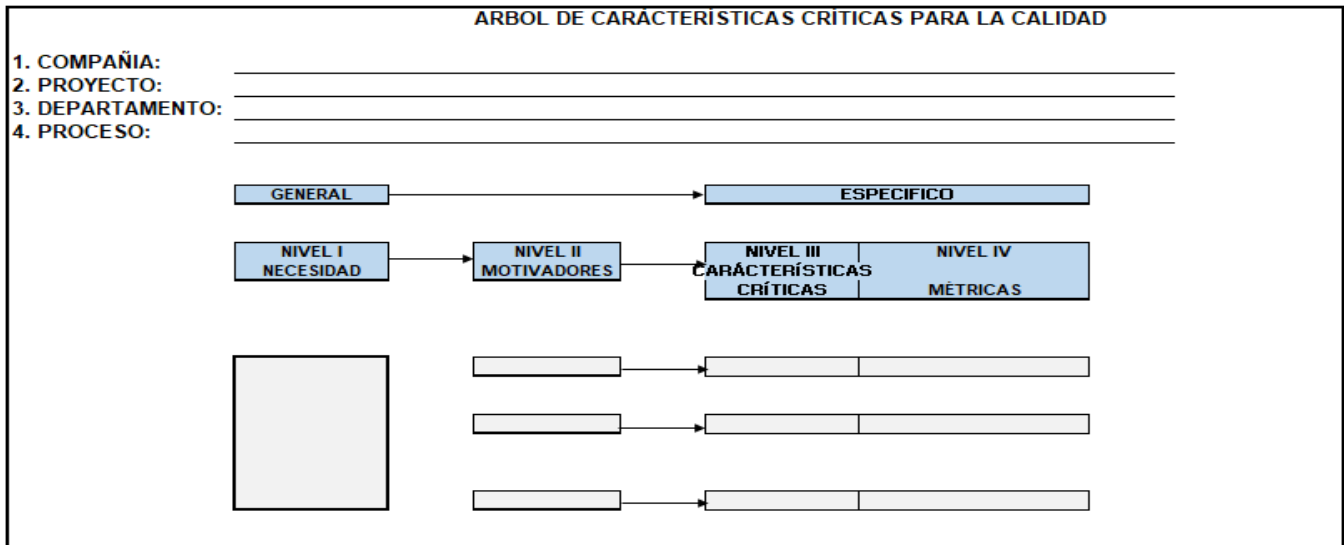 ARBOL DE CARÁCTERÍSTICAS CRÍTICAS PARA LA CALIDAD
1. COMPAÑIA:
2. PROYECTO:
3. DEPARTAMENTO:
4. PROCESO:
GENERAL
ESPECIFICO
NIVEL I
NECESIDAD
NIVEL II
MOTIVADORES
NIVEL III
CARÁCTERÍSTICAS
CRÍTICAS
NIVEL IV
MÉTRICAS